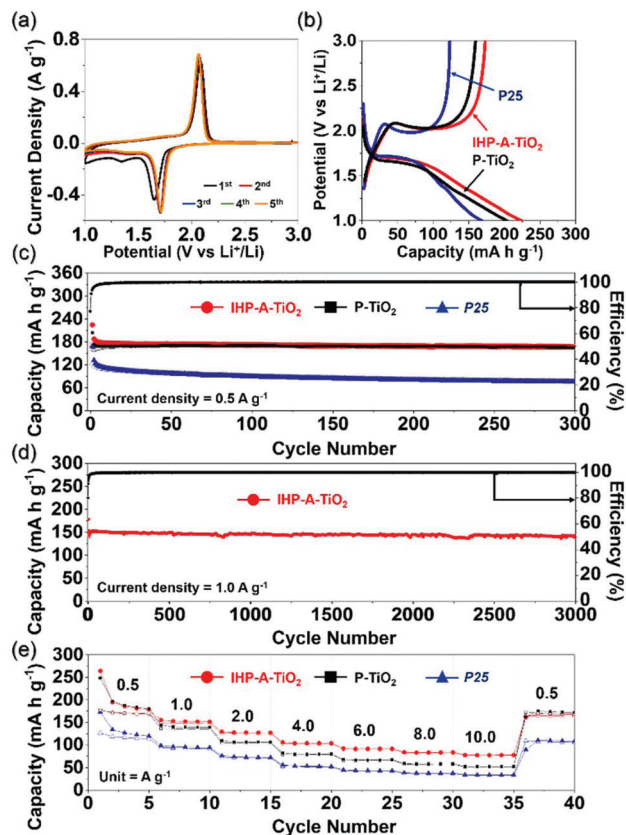 (a)
0.8
0.4
0.0
-0.4
Current Density (A g⁻¹)
1st 2nd
3rd 4th 5th
1.0 1.5 2.0 2.5 3.0
Potential (V vs Li⁺/Li)
(b)
3.0
2.5
2.0
1.5
1.0
Potential (V vs Li⁺/Li)
P25
IHP-A-TiO₂
P-TiO₂
0 50 100 150 200 250 300
Capacity (mA h g⁻¹)
(c)
360
300
240
180
120
60
0
Capacity (mA h g⁻¹)
IHP-A-TiO₂ P-TiO₂ P25
Current density = 0.5 A g⁻¹
100
80
60
40
20
0
Efficiency (%)
0 50 100 150 200 250 300
Cycle Number
(d)
300
250
200
150
100
50
0
Capacity (mA h g⁻¹)
IHP-A-TiO₂
Current density = 1.0 A g⁻¹
100
80
60
40
20
0
Efficiency (%)
0 500 1000 1500 2000 2500 3000
Cycle Number
(e)
300
250
200
150
100
50
0
Capacity (mA h g⁻¹)
IHP-A-TiO₂ P-TiO₂ P25
0.5 1.0 2.0 4.0 6.0 8.0 10.0 0.5
Unit = A g⁻¹
0 5 10 15 20 25 30 35 40
Cycle Number